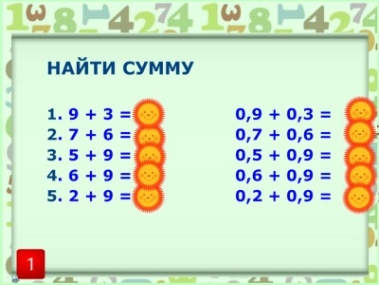 НАЙТИ СУММУ
1. 9 + 3 = 0,9 + 0,3 =
2. 7 + 6 = 0,7 + 0,6 =
3. 5 + 9 = 0,5 + 0,9 =
4. 6 + 9 = 0,6 + 0,9 =
5. 2 + 9 = 0,2 + 0,9 =
1